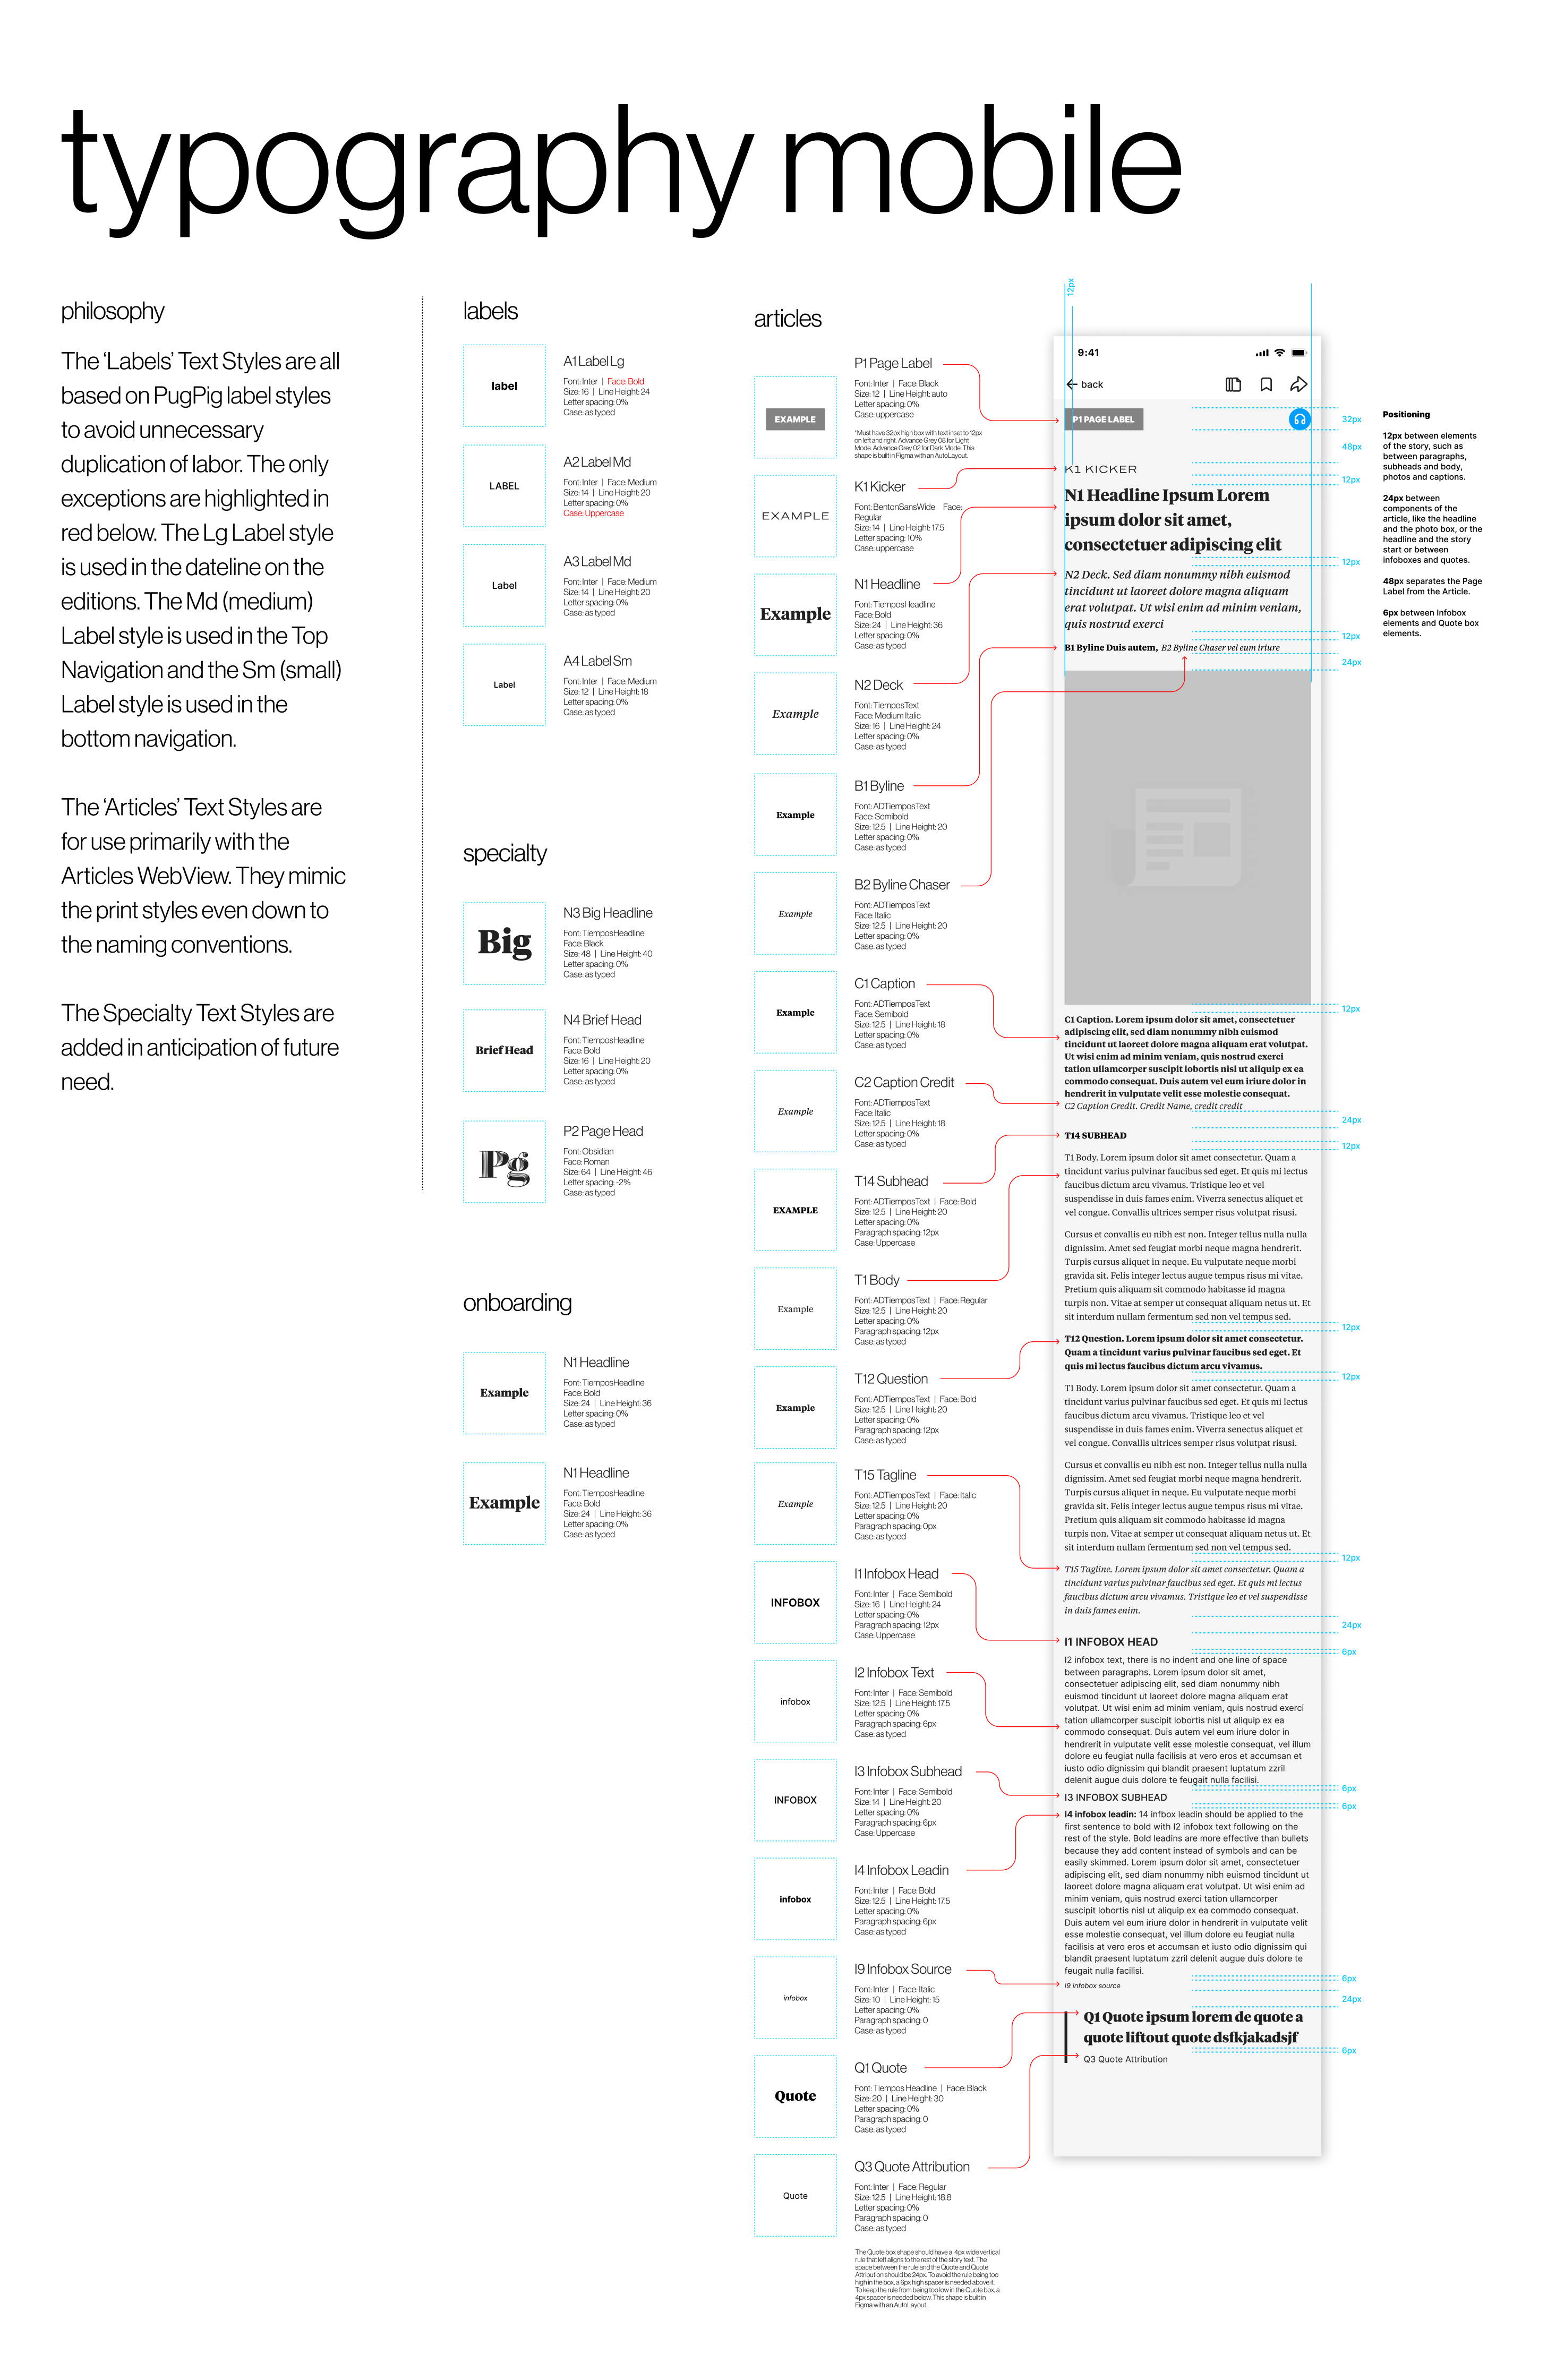 typography mobile
philosophy
The ‘Labels’ Text Styles are all
based on PugPig label styles
to avoid unnecessary
duplication of labor. The only
exceptions are highlighted in
red below. The Lg Label style
is used in the dateline on the
editions. The Md (medium)
Label style is used in the Top
Navigation and the Sm (small)
Label style is used in the
bottom navigation.
The ‘Articles’ Text Styles are
for use primarily with the
Articles WebView. They mimic
the print styles even down to
the naming conventions.
The Specialty Text Styles are
added in anticipation of future
need.
labels
label
A1 Label Lg
Font: Inter | Face: Bold
Size: 16 | Line Height: 24
Letter spacing: 0%
Case: as typed
LABEL
A2 Label Md
Font: Inter | Face: Medium
Size: 14 | Line Height: 20
Letter spacing: 0%
Case: Uppercase
Label
A3 Label Md
Font: Inter | Face: Medium
Size: 14 | Line Height: 20
Letter spacing: 0%
Case: as typed
Label
A4 Label Sm
Font: Inter | Face: Medium
Size: 12 | Line Height: 18
Letter spacing: 0%
Case: as typed
specialty
Big
N3 Big Headline
Font: TiemposHeadline
Face: Black
Size: 48 | Line Height: 40
Letter spacing: 0%
Case: as typed
Brief Head
N4 Brief Head
Font: TiemposHeadline
Face: Bold
Size: 16 | Line Height: 20
Letter spacing: 0%
Case: as typed
Pg
P2 Page Head
Font: Obsidian
Face: Roman
Size: 64 | Line Height: 46
Letter spacing: -2%
Case: as typed
onboarding
Example
N1 Headline
Font: TiemposHeadline
Face: Bold
Size: 24 | Line Height: 36
Letter spacing: 0%
Case: as typed
Example
N1 Headline
Font: TiemposHeadline
Face: Bold
Size: 24 | Line Height: 36
Letter spacing: 0%
Case: as typed
articles
EXAMPLE
P1 Page Label
Font: Inter | Face: Black
Size: 12 | Line Height: auto
Letter spacing: 0%
Case: uppercase
*Must have 32px high box with text inset to 12px
on left and right. Advance Grey 08 for Light
Mode. Advance Grey 02 for Dark Mode. This
shape is built in Figma with an AutoLayout.
EXAMPLE
K1 Kicker
Font: BentonSansWide Face:
Regular
Size: 14 | Line Height: 17.5
Letter spacing: 10%
Case: uppercase
Example
N1 Headline
Font: TiemposHeadline
Face: Bold
Size: 24 | Line Height: 36
Letter spacing: 0%
Case: as typed
Example
N2 Deck
Font: TiemposText
Face: Medium Italic
Size: 16 | Line Height: 24
Letter spacing: 0%
Case: as typed
Example
B1 Byline
Font: ADTiemposText
Face: Semibold
Size: 12.5 | Line Height: 20
Letter spacing: 0%
Case: as typed
Example
B2 Byline Chaser
Font: ADTiemposText
Face: Italic
Size: 12.5 | Line Height: 20
Letter spacing: 0%
Case: as typed
Example
C1 Caption
Font: ADTiemposText
Face: Semibold
Size: 12.5 | Line Height: 18
Letter spacing: 0%
Case: as typed
Example
C2 Caption Credit
Font: ADTiemposText
Face: Italic
Size: 12.5 | Line Height: 18
Letter spacing: 0%
Case: as typed
EXAMPLE
T14 Subhead
Font: ADTiemposText | Face: Bold
Size: 12.5 | Line Height: 20
Letter spacing: 0%
Paragraph spacing: 12px
Case: Uppercase
Example
T1 Body
Font: ADTiemposText | Face: Regular
Size: 12.5 | Line Height: 20
Letter spacing: 0%
Paragraph spacing: 12px
Case: as typed
Example
T12 Question
Font: ADTiemposText | Face: Bold
Size: 12.5 | Line Height: 20
Letter spacing: 0%
Paragraph spacing: 12px
Case: as typed
Example
T15 Tagline
Font: ADTiemposText | Face: Italic
Size: 12.5 | Line Height: 20
Letter spacing: 0%
Paragraph spacing: 0px
Case: as typed
INFOBOX
I1 Infobox Head
Font: Inter | Face: Semibold
Size: 16 | Line Height: 24
Letter spacing: 0%
Paragraph spacing: 12px
Case: Uppercase
infobox
I2 Infobox Text
Font: Inter | Face: Semibold
Size: 12.5 | Line Height: 17.5
Letter spacing: 0%
Paragraph spacing: 6px
Case: as typed
INFOBOX
I3 Infobox Subhead
Font: Inter | Face: Semibold
Size: 14 | Line Height: 20
Letter spacing: 0%
Paragraph spacing: 6px
Case: Uppercase
infobox
I4 Infobox Leadin
Font: Inter | Face: Bold
Size: 12.5 | Line Height: 17.5
Letter spacing: 0%
Paragraph spacing: 6px
Case: as typed
infobox
I9 Infobox Source
Font: Inter | Face: Italic
Size: 10 | Line Height: 15
Letter spacing: 0%
Paragraph spacing: 0
Case: as typed
Quote
Q1 Quote
Font: Tiempos Headline | Face: Black
Size: 20 | Line Height: 30
Letter spacing: 0%
Paragraph spacing: 0
Case: as typed
Quote
Q3 Quote Attribution
Font: Inter | Face: Regular
Size: 12.5 | Line Height: 18.8
Letter spacing: 0%
Paragraph spacing: 0
Case: as typed
The Quote box shape should have a 4px wide vertical
rule that left aligns to the rest of the story text. The
space between the rule and the Quote and Quote
Attribution should be 24px. To avoid the rule being too
high in the box, a 6px high spacer is needed above it.
To keep the rule from being too low in the Quote box, a
4px spacer is needed below. This shape is built in
Figma with an AutoLayout.
12px
9:41
back
P1 PAGE LABEL
K1 KICKER
N1 Headline Ipsum Lorem
ipsum dolor sit amet,
consectetuer adipiscing elit
N2 Deck. Sed diam nonummy nibh euismod
tincidunt ut laoreet dolore magna aliquam
erat volutpat. Ut wisi enim ad minim veniam,
quis nostrud exerci
B1 Byline Duis autem, B2 Byline Chaser vel eum iriure
C1 Caption. Lorem ipsum dolor sit amet, consectetuer
adipiscing elit, sed diam nonummy nibh euismod
tincidunt ut laoreet dolore magna aliquam erat volutpat.
Ut wisi enim ad minim veniam, quis nostrud exerci
tation ullamcorper suscipit lobortis nisl ut aliquip ex ea
commodo consequat. Duis autem vel eum iriure dolor in
hendrerit in vulputate velit esse molestie consequat.
C2 Caption Credit. Credit Name, credit credit
T14 SUBHEAD
T1 Body. Lorem ipsum dolor sit amet consectetur. Quam a
tincidunt varius pulvinar faucibus sed eget. Et quis mi lectus
faucibus dictum arcu vivamus. Tristique leo et vel
suspendisse in duis fames enim. Viverra senectus aliquet et
vel congue. Convallis ultrices semper risus volutpat risusi.
Cursus et convallis eu nibh est non. Integer tellus nulla nulla
dignissim. Amet sed feugiat morbi neque magna hendrerit.
Turpis cursus aliquet in neque. Eu vulputate neque morbi
gravida sit. Felis integer lectus augue tempus risus mi vitae.
Pretium quis aliquam sit commodo habitasse id magna
turpis non. Vitae at semper ut consequat aliquam netus ut. Et
sit interdum nullam fermentum sed non vel tempus sed.
T12 Question. Lorem ipsum dolor sit amet consectetur.
Quam a tincidunt varius pulvinar faucibus sed eget. Et
quis mi lectus faucibus dictum arcu vivamus.
T1 Body. Lorem ipsum dolor sit amet consectetur. Quam a
tincidunt varius pulvinar faucibus sed eget. Et quis mi lectus
faucibus dictum arcu vivamus. Tristique leo et vel
suspendisse in duis fames enim. Viverra senectus aliquet et
vel congue. Convallis ultrices semper risus volutpat risusi.
Cursus et convallis eu nibh est non. Integer tellus nulla nulla
dignissim. Amet sed feugiat morbi neque magna hendrerit.
Turpis cursus aliquet in neque. Eu vulputate neque morbi
gravida sit. Felis integer lectus augue tempus risus mi vitae.
Pretium quis aliquam sit commodo habitasse id magna
turpis non. Vitae at semper ut consequat aliquam netus ut. Et
sit interdum nullam fermentum sed non vel tempus sed.
T15 Tagline. Lorem ipsum dolor sit amet consectetur. Quam a
tincidunt varius pulvinar faucibus sed eget. Et quis mi lectus
faucibus dictum arcu vivamus. Tristique leo et vel suspendisse
in duis fames enim.
I1 INFOBOX HEAD
I2 infobox text, there is no indent and one line of space
between paragraphs. Lorem ipsum dolor sit amet,
consectetuer adipiscing elit, sed diam nonummy nibh
euismod tincidunt ut laoreet dolore magna aliquam erat
volutpat. Ut wisi enim ad minim veniam, quis nostrud exerci
tation ullamcorper suscipit lobortis nisl ut aliquip ex ea
commodo consequat. Duis autem vel eum iriure dolor in
hendrerit in vulputate velit esse molestie consequat, vel illum
dolore eu feugiat nulla facilisis at vero eros et accumsan et
iusto odio dignissim qui blandit praesent luptatum zzril
delenit augue duis dolore te feugait nulla facilisi.
I3 INFOBOX SUBHEAD
I4 infobox leadin: 14 infbox leadin should be applied to the
first sentence to bold with I2 infobox text following on the
rest of the style. Bold leadins are more effective than bullets
because they add content instead of symbols and can be
easily skimmed. Lorem ipsum dolor sit amet, consectetuer
adipiscing elit, sed diam nonummy nibh euismod tincidunt ut
laoreet dolore magna aliquam erat volutpat. Ut wisi enim ad
minim veniam, quis nostrud exerci tation ullamcorper
suscipit lobortis nisl ut aliquip ex ea commodo consequat.
Duis autem vel eum iriure dolor in hendrerit in vulputate velit
esse molestie consequat, vel illum dolore eu feugiat nulla
facilisis at vero eros et accumsan et iusto odio dignissim qui
blandit praesent luptatum zzril delenit augue duis dolore te
feugait nulla facilisi.
I9 infobox source
Q1 Quote ipsum lorem de quote a
quote liftout quote dsfkjakadsjf
Q3 Quote Attribution
32px
48px
12px
12px
12px
24px
12px
24px
12px
12px
12px
12px
24px
6px
6px
6px
6px
24px
6px
Positioning
12px between elements
of the story, such as
between paragraphs,
subheads and body,
photos and captions.
24px between
components of the
article, like the headline
and the photo box, or the
headline and the story
start or between
infoboxes and quotes.
48px separates the Page
Label from the Article.
6px between Infobox
elements and Quote box
elements.